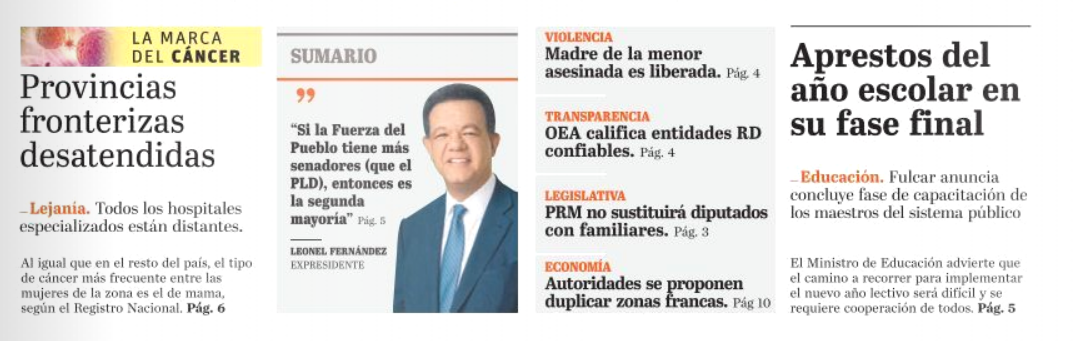 LA MARCA
DEL CÁNCER
Provincias
fronterizas
desatendidas
_ Lejanía. Todos los hospitales
especializados están distantes.
Al igual que en el resto del país, el tipo
de cáncer más frecuente entre las
mujeres de la zona es el de mama,
según el Registro Nacional. Pág. 6
SUMARIO
”
“Si la Fuerza del
Pueblo tiene más
senadores (que el
PLD), entonces es
la segunda
mayoría” Pág. 5
LEONEL FERNÁNDEZ
EXPRESIDENTE
VIOLENCIA
Madre de la menor
asesinada es liberada. Pág. 4
TRANSPARENCIA
OEA califica entidades RD
confiables. Pág. 4
LEGISLATIVA
PRM no sustituirá diputados
con familiares. Pág. 3
ECONOMÍA
Autoridades se proponen
duplicar zonas francas. Pág 10
Aprestos del
año escolar en
su fase final
_ Educación. Fulcar anuncia
concluye fase de capacitación de
los maestros del sistema público
El Ministro de Educación advierte que
el camino a recorrer para implementar
el nuevo año lectivo será difícil y se
requiere cooperación de todos. Pág. 5